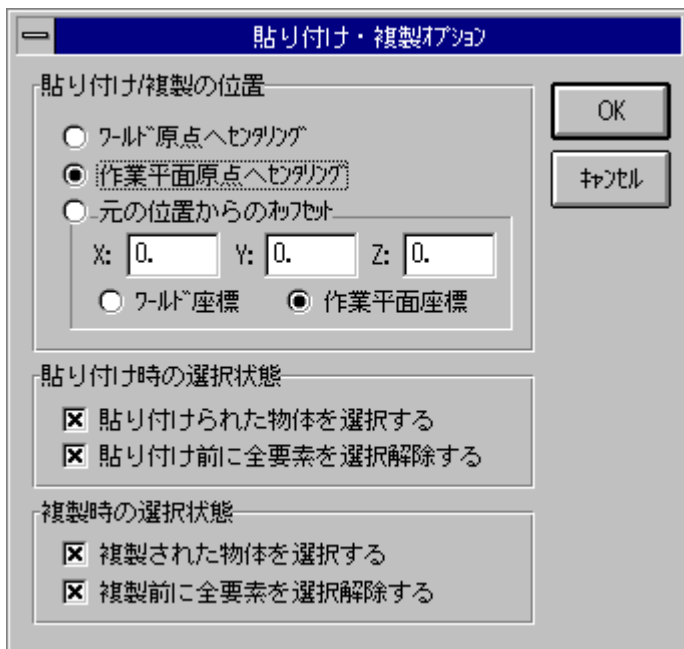 貼り付け・複製ｵﾌﾟｼｮﾝ
貼り付け/複製の位置
ﾜｰﾙﾄﾞ原点へｾﾝﾀﾘﾝｸﾞ
作業平面原点へｾﾝﾀﾘﾝｸﾞ
元の位置からのｵﾌｾｯﾄ
X: 0. Y: 0. Z: 0.
ﾜｰﾙﾄﾞ座標 作業平面座標
貼り付け時の選択状態
貼り付けられた物体を選択する
貼り付け前に全要素を選択解除する
複製時の選択状態
複製された物体を選択する
複製前に全要素を選択解除する
OK
ｷｬﾝｾﾙ